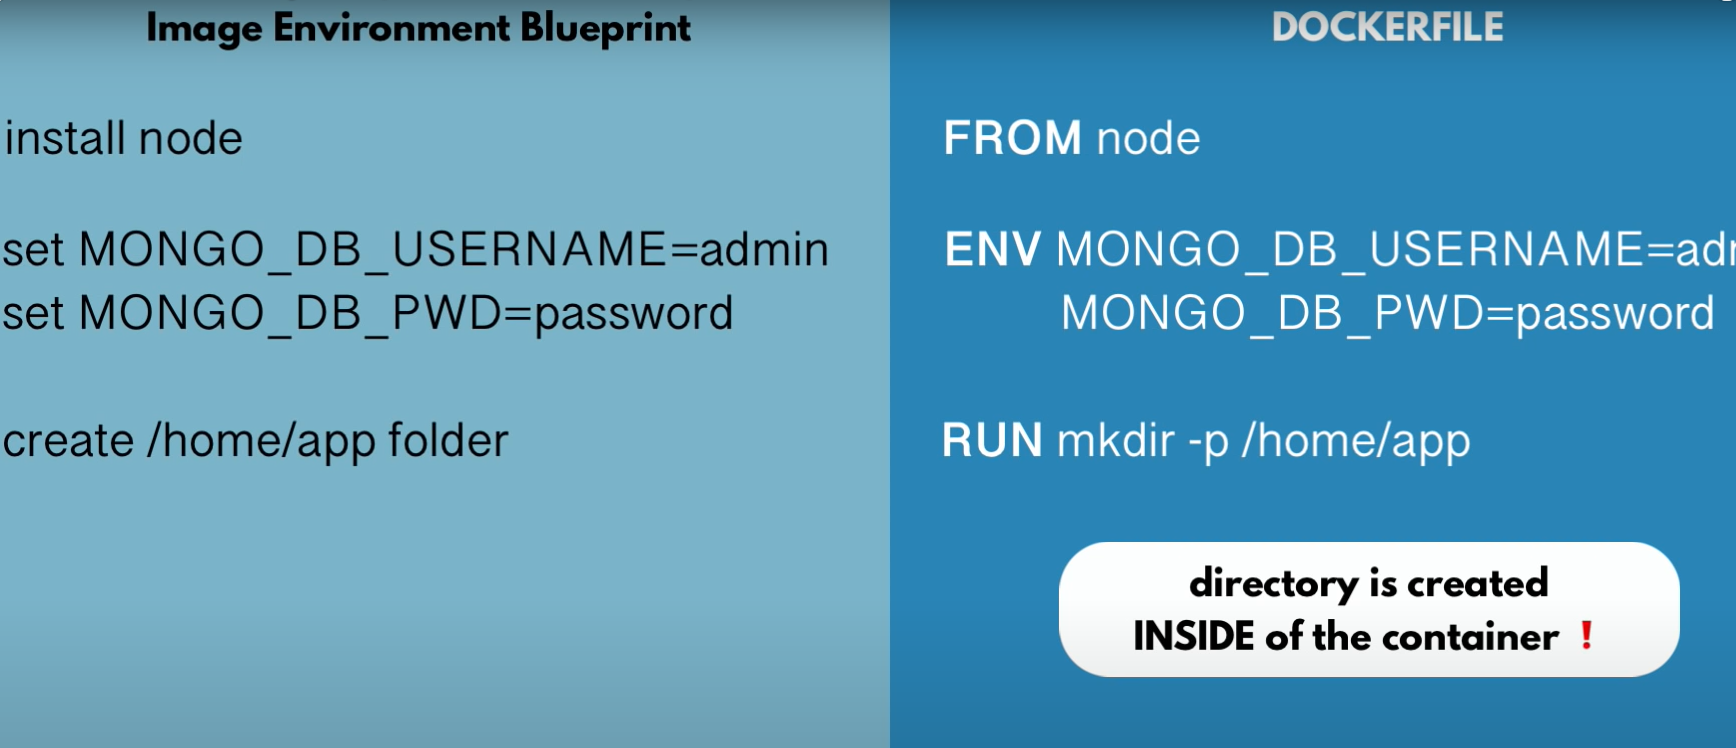 Image Environment Blueprint
install node
set MONGO_DB_USERNAME=admin
set MONGO_DB_PWD=password
create /home/app folder
DOCKERFILE
FROM node
ENV MONGO_DB_USERNAME=adm
MONGO_DB_PWD=password
RUN mkdir -p /home/app
directory is created
INSIDE of the container ❗